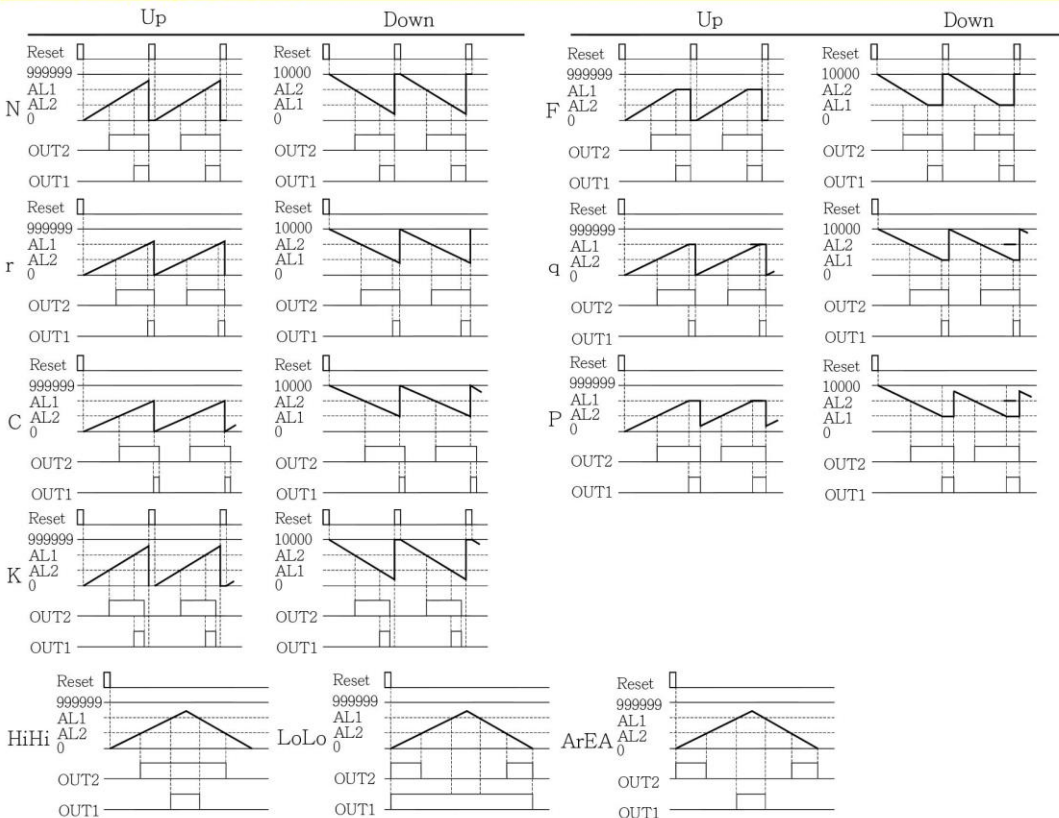 Up Down Up Down
Reset Reset Reset Reset
999999 10000 999999 10000
AL1 AL2 AL1 AL2
N AL2 AL1 F AL2 AL1
0 0 0 0
OUT2 OUT2 OUT2 OUT2
OUT1 OUT1 OUT1 OUT1
Reset Reset Reset Reset
999999 10000 999999 10000
AL1 AL2 AL1 AL2
r AL2 AL1 q AL2 AL1
0 0 0 0
OUT2 OUT2 OUT2 OUT2
OUT1 OUT1 OUT1 OUT1
Reset Reset Reset Reset
999999 10000 999999 10000
AL1 AL2 AL1 AL2
C AL2 AL1 P AL2 AL1
0 0 0 0
OUT2 OUT2 OUT2 OUT2
OUT1 OUT1 OUT1 OUT1
Reset Reset
999999 10000
AL1 AL2
K AL2 AL1
0 0
OUT2 OUT2
OUT1 OUT1
Reset Reset Reset
999999 999999 999999
AL1 AL1 AL1
HiHi AL2 LoLo AL2 ArEA AL2
0 0 0
OUT2 OUT2 OUT2
OUT1 OUT1 OUT1